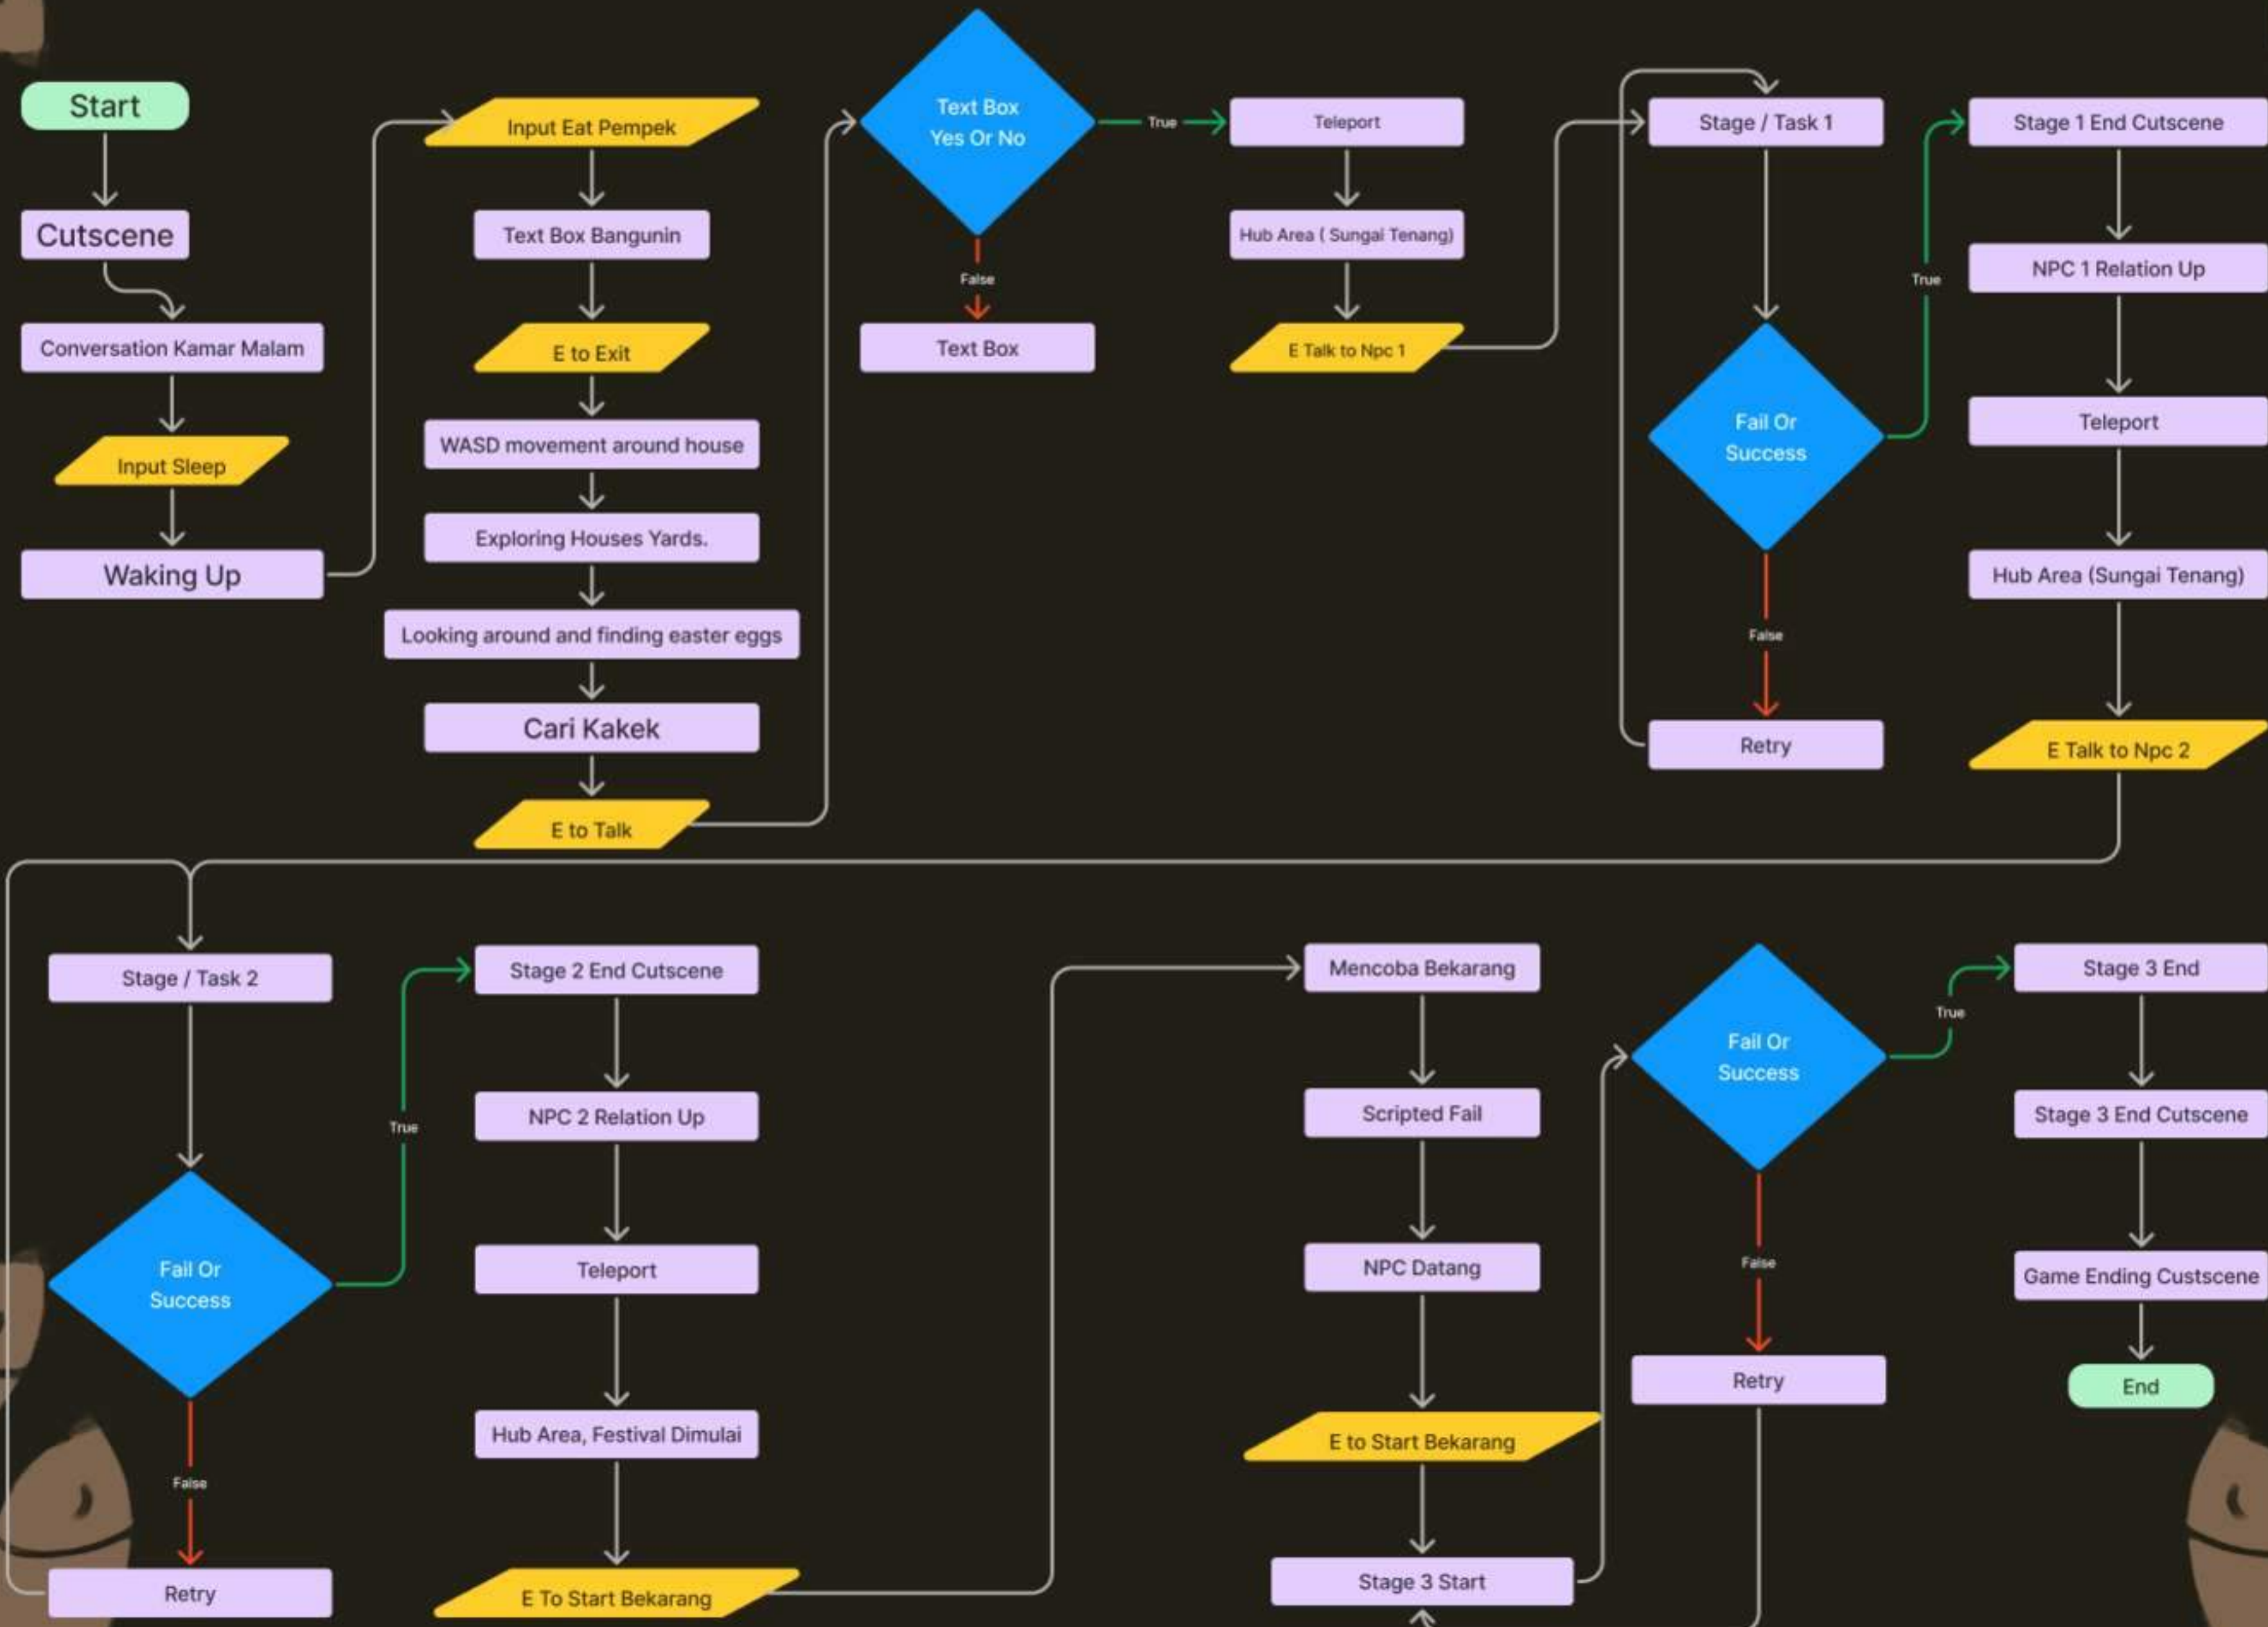 Start
Cutscene
Conversation Kamar Malam
Input Sleep
Waking Up
Input Eat Pempek
Text Box Bangunin
E to Exit
WASD movement around house
Exploring Houses Yards.
Looking around and finding easter eggs
Cari Kakek
E to Talk
Text Box
Yes Or No
True
False
Text Box
Teleport
Hub Area ( Sungai Tenang)
E Talk to Npc 1
Stage / Task 1
Fail Or
Success
True
False
Retry
Stage 1 End Cutscene
NPC 1 Relation Up
Teleport
Hub Area (Sungai Tenang)
E Talk to Npc 2
Stage / Task 2
Fail Or
Success
True
False
Retry
Stage 2 End Cutscene
NPC 2 Relation Up
Teleport
Hub Area, Festival Dimulai
E To Start Bekarang
Mencoba Bekarang
Scripted Fail
NPC Datang
E to Start Bekarang
Stage 3 Start
Fail Or
Success
True
False
Retry
Stage 3 End
Stage 3 End Cutscene
Game Ending Custscene
End